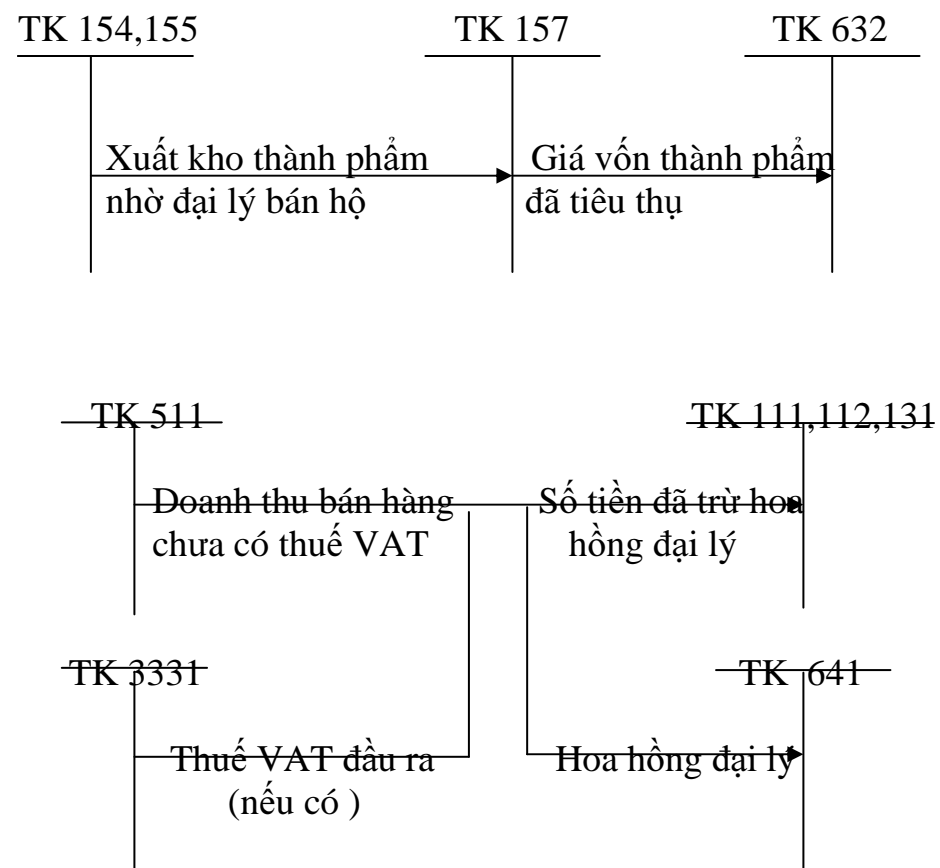 TK 154,155 TK 157 TK 632
Xuất kho thành phẩm Giá vốn thành phẩm
nhờ đại lý bán hộ đã tiêu thụ
TK 511 TK 111,112,131
Doanh thu bán hàng Số tiền đã trừ hoa
chưa có thuế VAT hồng đại lý
TK 3331 TK 641
Thuế VAT đầu ra Hoa hồng đại lý
(nếu có )